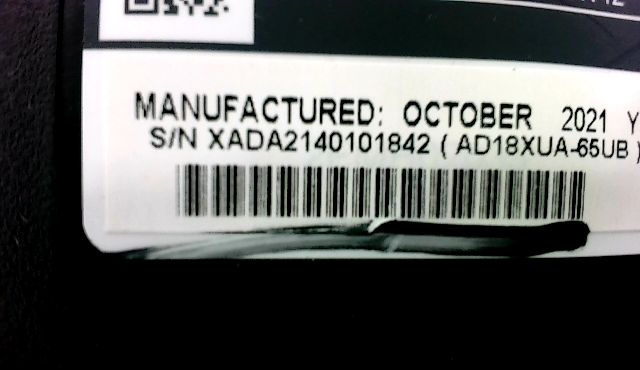 MANUFACTURED: OCTOBER 2021 Y
S/N XADA2140101842 ( AD18XUA-65UB )